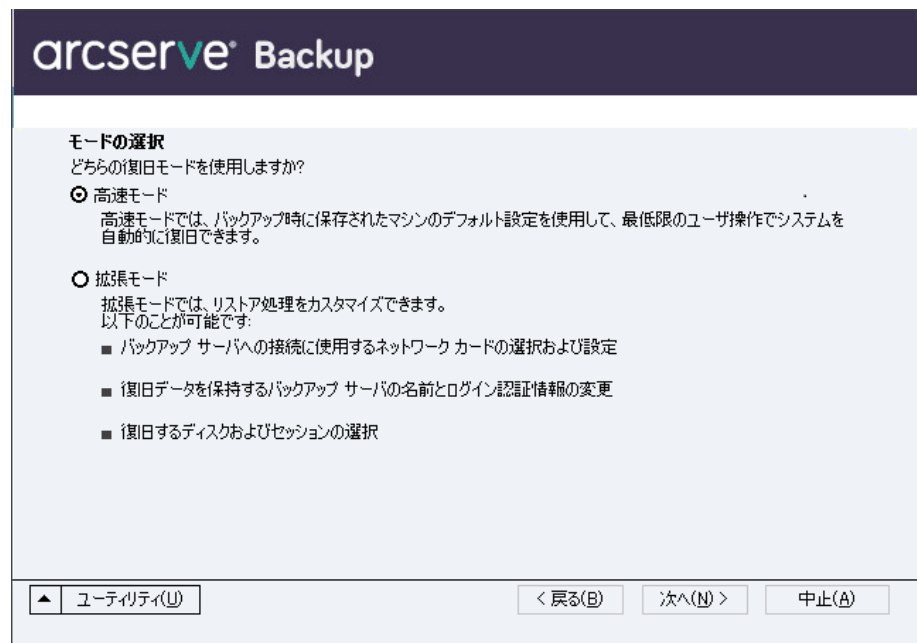 arcserve® Backup
モードの選択
どちらの復旧モードを使用しますか?
高速モード
高速モードでは、バックアップ時に保存されたマシンのデフォルト設定を使用して、最低限のユーザ操作でシステムを
自動的に復旧できます。
拡張モード
拡張モードでは、リストア処理をカスタマイズできます。
以下のことが可能です:
■ バックアップ サーバへの接続に使用するネットワーク カードの選択および設定
■ 復旧データを保持するバックアップ サーバの名前とログイン認証情報の変更
■ 復旧するディスクおよびセッションの選択
▲ ユーティリティ(U) < 戻る(B) 次へ(N) > 中止(A)